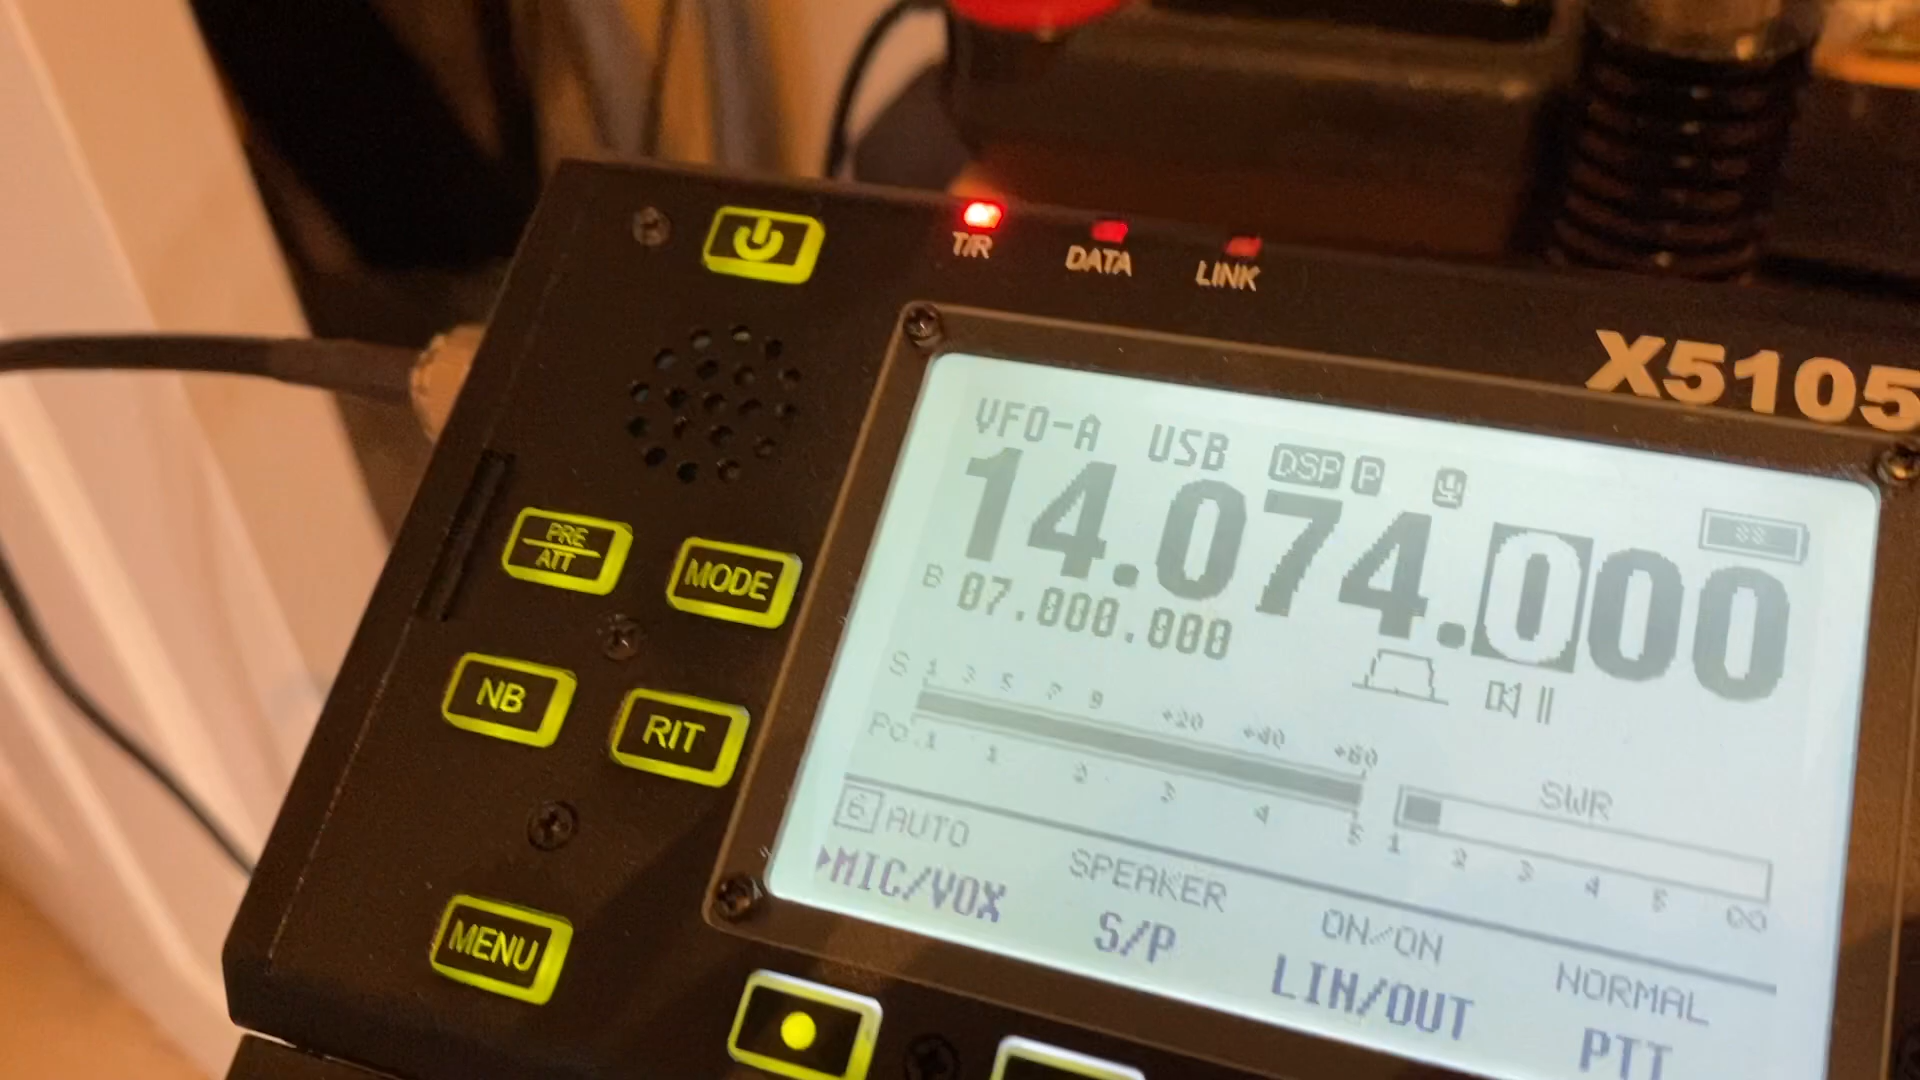 T/R DATA LINK
X5105
VFO-A USB DSP P
14.074.000
B 07.000.000
S 1 3 5 7 9 +20 +40 +60
Po.1 1 2 3 4 5
SWR
1 2 3 4 5 ∞
6 AUTO SPEAKER ON/ON NORMAL
MIC/VOX S/P LIN/OUT PTT
PRE
ATT
MODE
NB
RIT
MENU